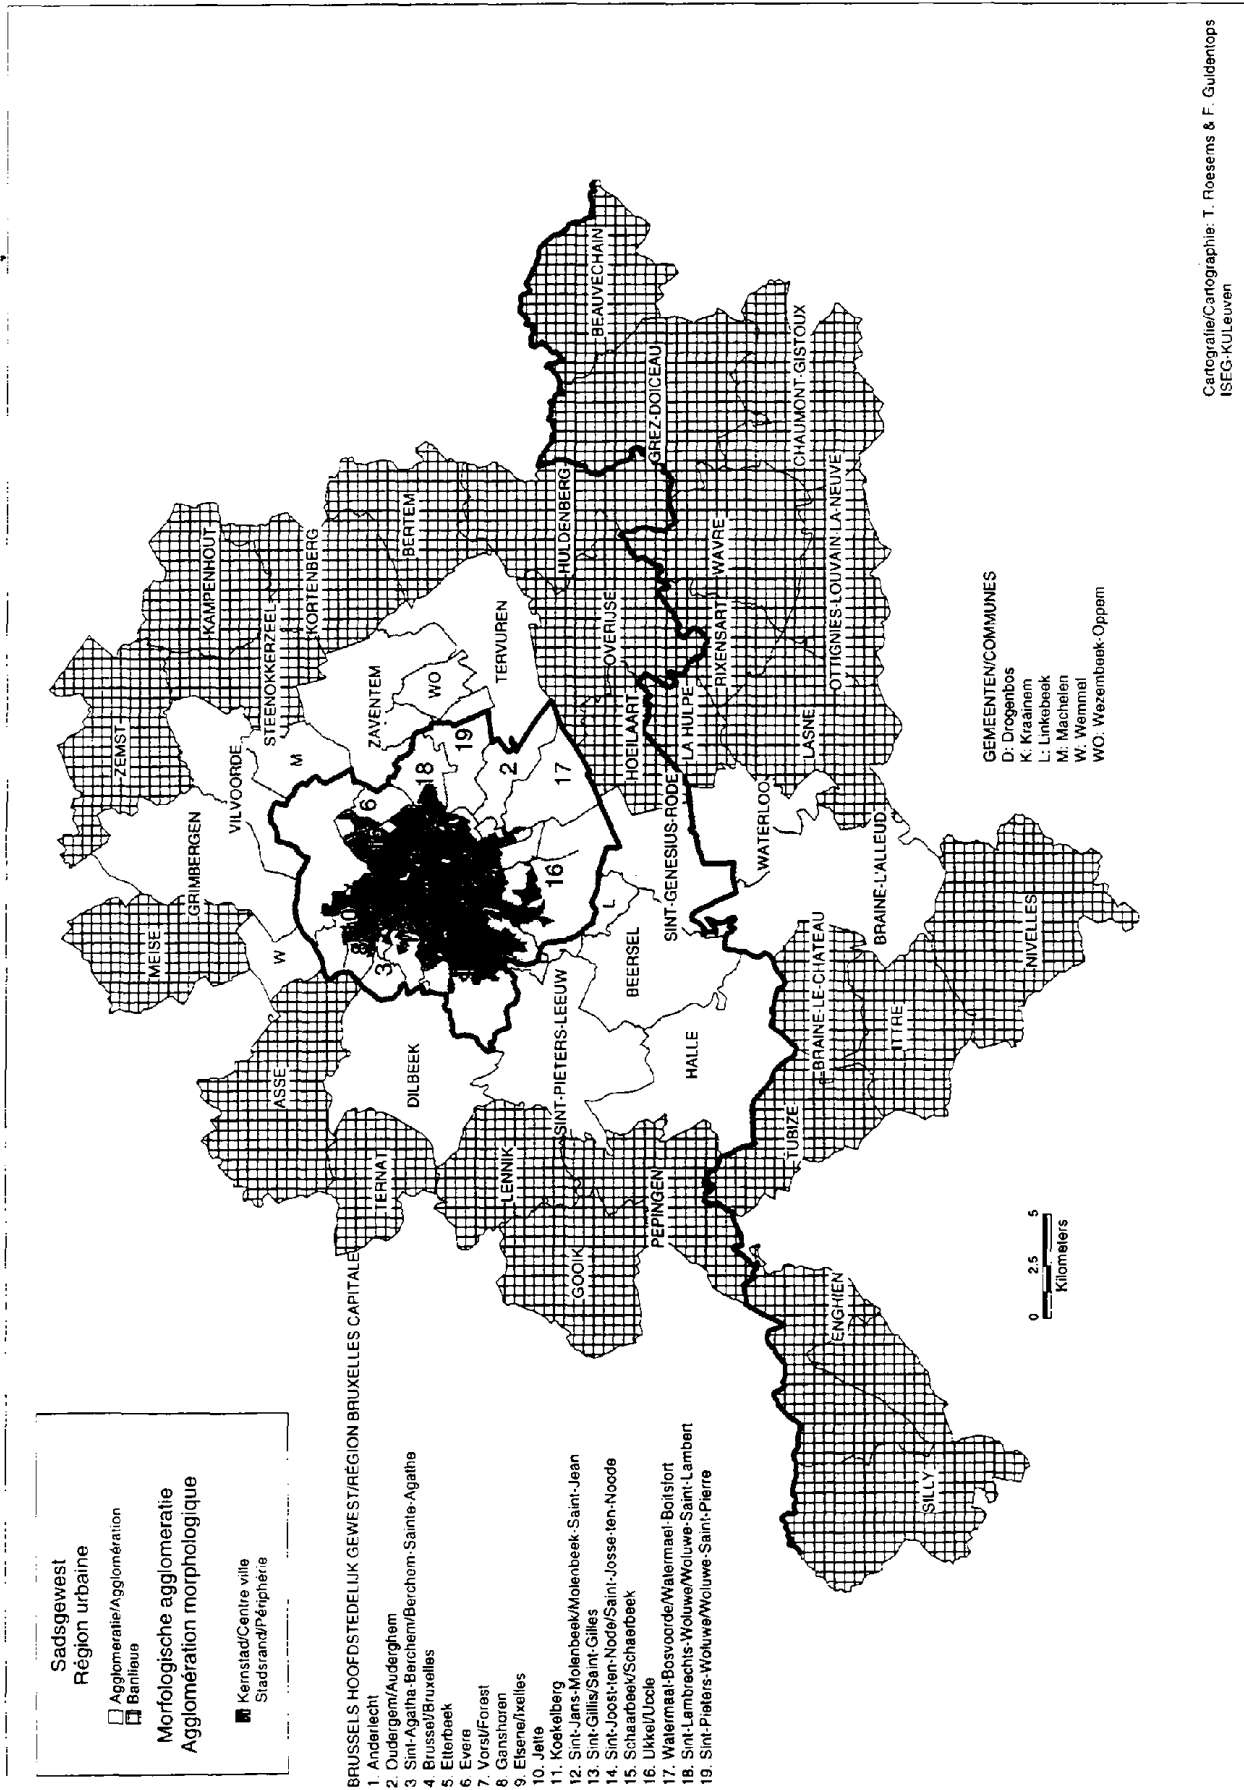 Sadsgewest
Région urbaine
Agglomeratie/Agglomération
Banlieue
Morfologische agglomeratie
Agglomération morphologique
Kernstad/Centre ville
Stadsrand/Périphérie
BRUSSELS HOOFDSTEDELIJK GEWEST/RÉGION BRUXELLES CAPITALE
1. Anderlecht
2. Oudergem/Auderghem
3 Sint-Agatha-Berchem/Berchem-Sainte-Agathe
4. Brussel/Bruxelles
5. Etterbeek
6. Evere
7. Vorst/Forest
8. Ganshoren
9. Elsene/Ixelles
10. Jette
11. Koekelberg
12. Sint-Jans-Molenbeek/Molenbeek-Saint-Jean
13. Sint-Gillis/Saint-Gilles
14. Sint-Joost-ten-Node/Saint-Josse-ten-Noode
15. Schaarbeek/Schaerbeek
16. Ukkel/Uccle
17. Watermaal-Bosvoorde/Watermael-Boitsfort
18. Sint-Lambrechts-Woluwe/Woluwe-Saint-Lambert
19. Sint-Pieters-Woluwe/Woluwe-Saint-Pierre
ZEMST
KAMPENHOUT
MEISE
GRIMBERGEN
VILVOORDE
STEENOKKERZEEL
KORTENBERG
M
W
ASSE
ZAVENTEM
BERTEM
WO
TERVUREN
6
18
19
2
17
16
3
8
L
TERNAT
DILBEEK
LENNIK
SINT-PIETERS-LEEUW
GOOIK
PEPINGEN
BEERSEL
HALLE
SINT-GENESIUS-RODE
HOEILAART
OVERIJSE
HULDENBERG
BEAUVECHAIN
GREZ-DOICEAU
LA HULPE
RIXENSART
WAVRE
CHAUMONT-GISTOUX
OTTIGNIES-LOUVAIN-LA-NEUVE
LASNE
WATERLOO
BRAINE-L'ALLEUD
BRAINE-LE-CHATEAU
TUBIZE
ITTRE
NIVELLES
ENGHIEN
SILLY
0 2,5 5
Kilometers
GEMEENTEN/COMMUNES
D: Drogenbos
K: Kraainem
L: Linkebeek
M: Machelen
W: Wemmel
WO: Wezembeek-Oppem
Cartografie/Cartographie: T. Roesems & F. Guldentops
ISEG-KULeuven